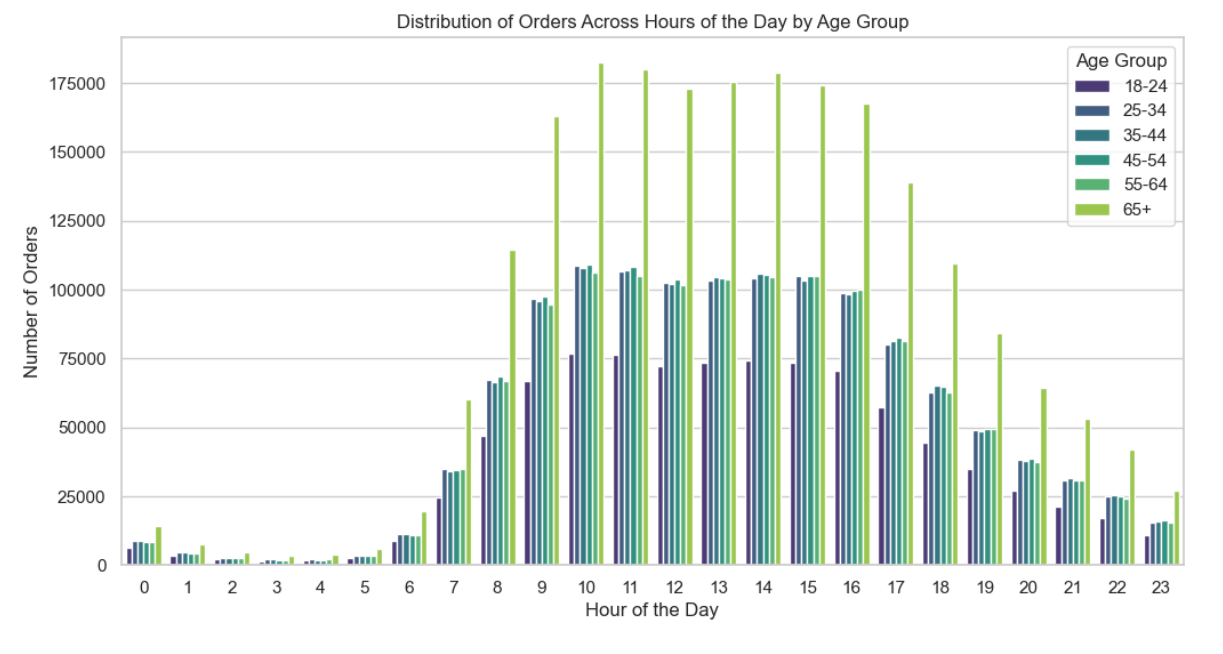 Distribution of Orders Across Hours of the Day by Age Group
Number of Orders
175000
150000
125000
100000
75000
50000
25000
0
Age Group
18-24
25-34
35-44
45-54
55-64
65+
0 1 2 3 4 5 6 7 8 9 10 11 12 13 14 15 16 17 18 19 20 21 22 23
Hour of the Day